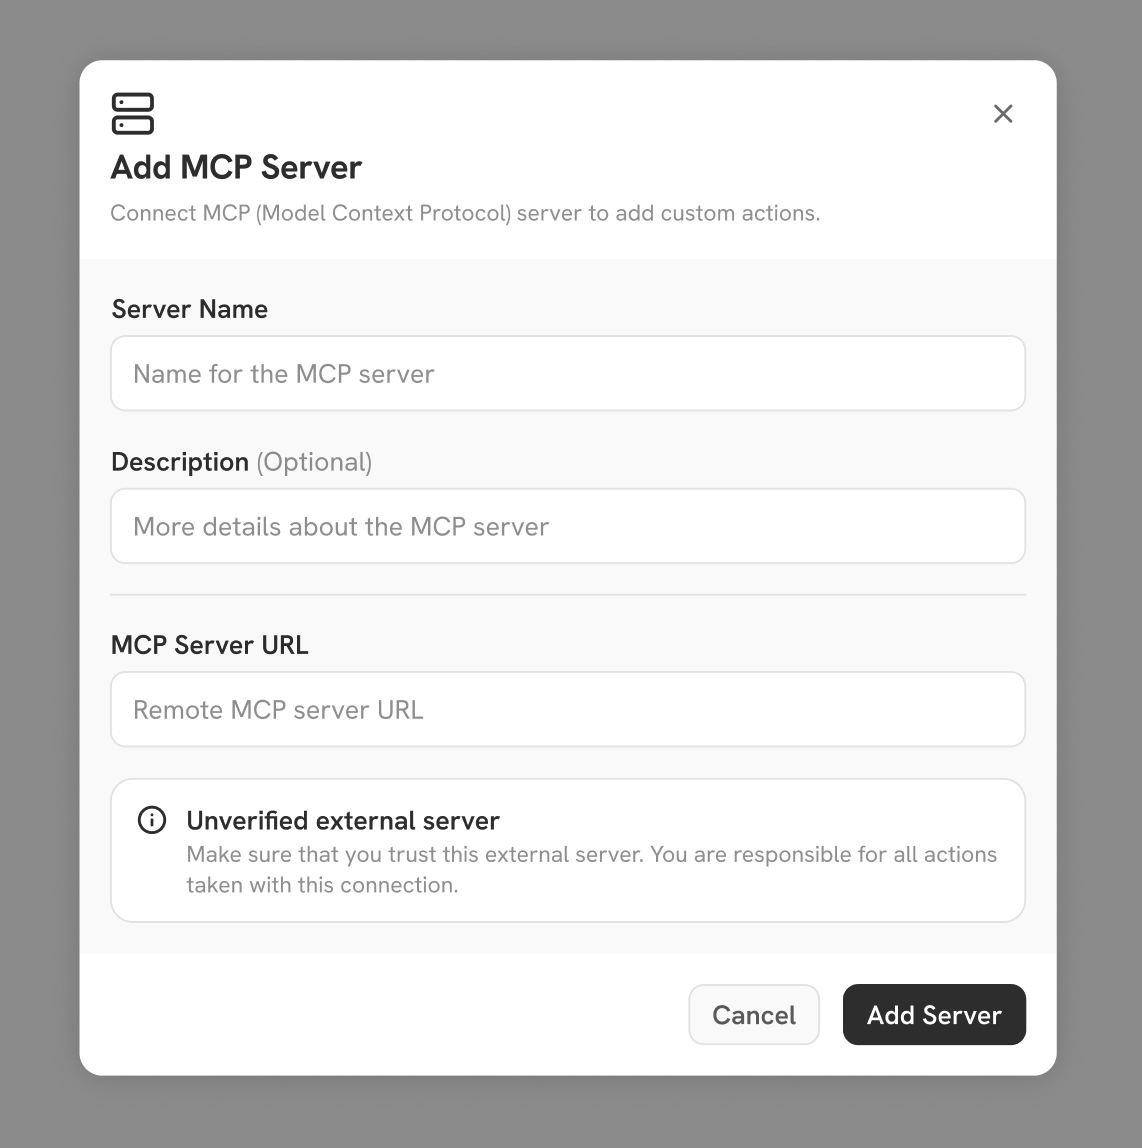 Add MCP Server
Connect MCP (Model Context Protocol) server to add custom actions.
Server Name
Name for the MCP server
Description (Optional)
More details about the MCP server
MCP Server URL
Remote MCP server URL
Unverified external server
Make sure that you trust this external server. You are responsible for all actions
taken with this connection.
Cancel
Add Server